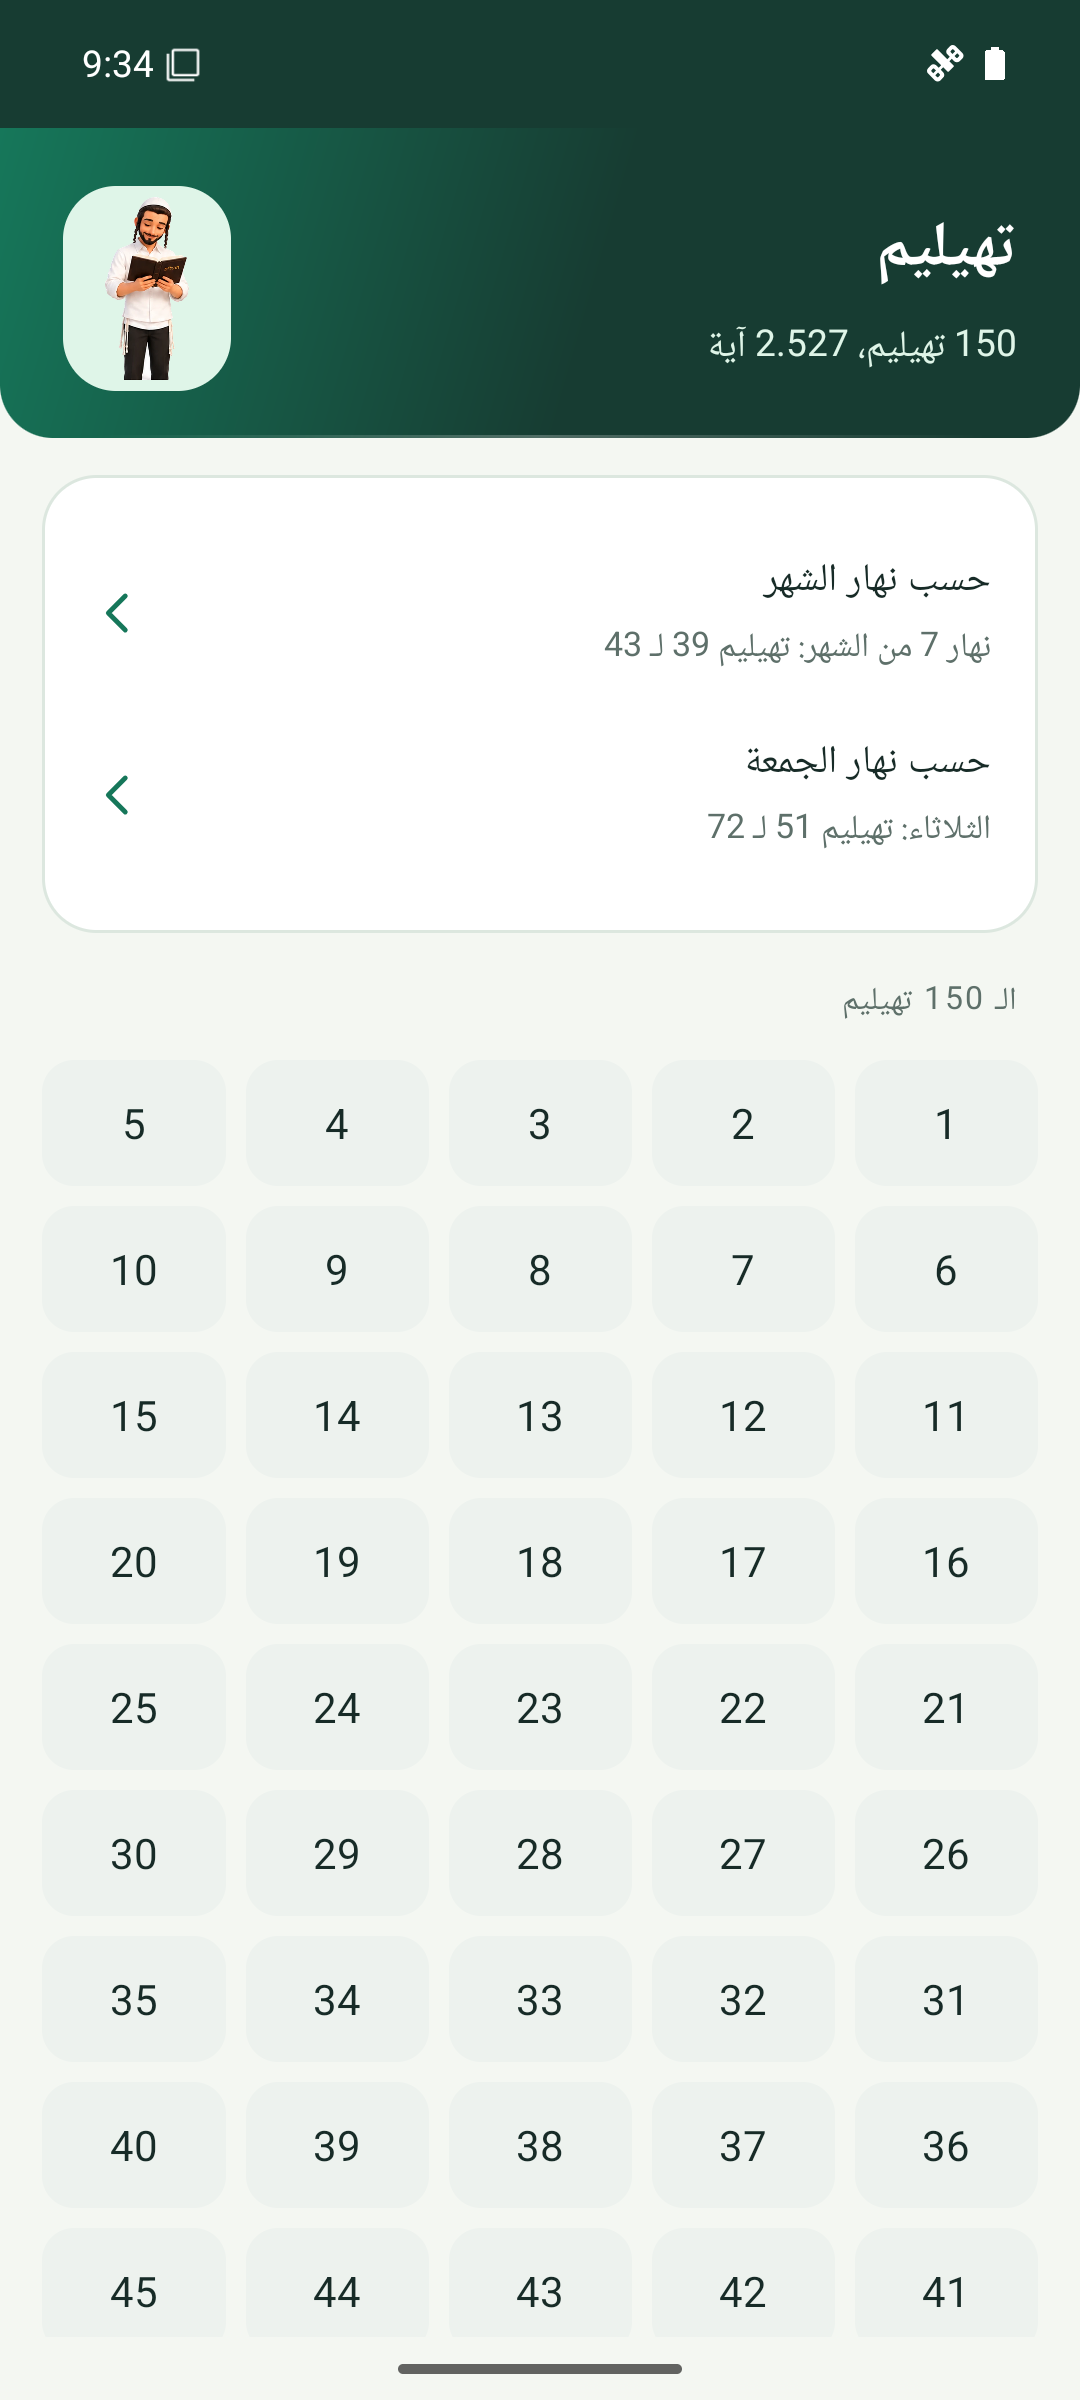 9:34
تهيليم
150 تهيليم، 2.527 آية
حسب نهار الشهر
نهار 7 من الشهر: تهيليم 39 لـ 43
حسب نهار الجمعة
الثلاثاء: تهيليم 51 لـ 72
الـ 150 تهيليم
1 2 3 4 5
6 7 8 9 10
11 12 13 14 15
16 17 18 19 20
21 22 23 24 25
26 27 28 29 30
31 32 33 34 35
36 37 38 39 40
41 42 43 44 45